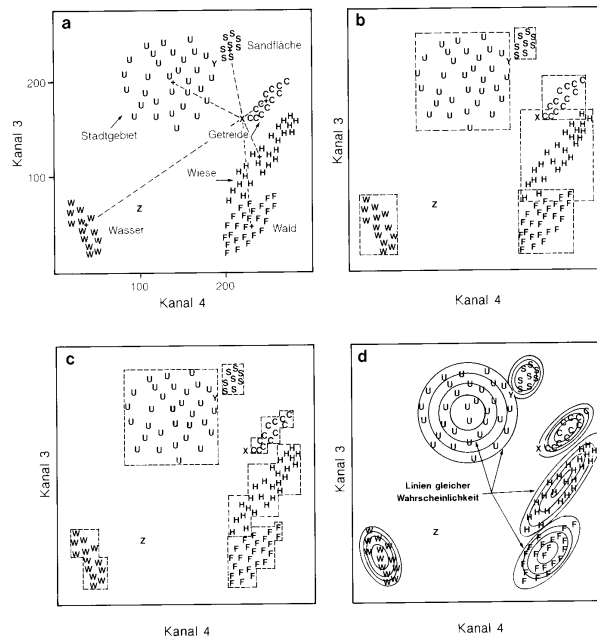 a
Sandfläche
Stadtgebiet
Getreide
Wiese
Wasser
Wald
X
Y
Z
200
100
100
200
Kanal 3
Kanal 4
b
X
Y
Z
Kanal 3
Kanal 4
c
X
Y
Z
Kanal 3
Kanal 4
d
Linien gleicher
Wahrscheinlichkeit
X
Y
Z
Kanal 3
Kanal 4